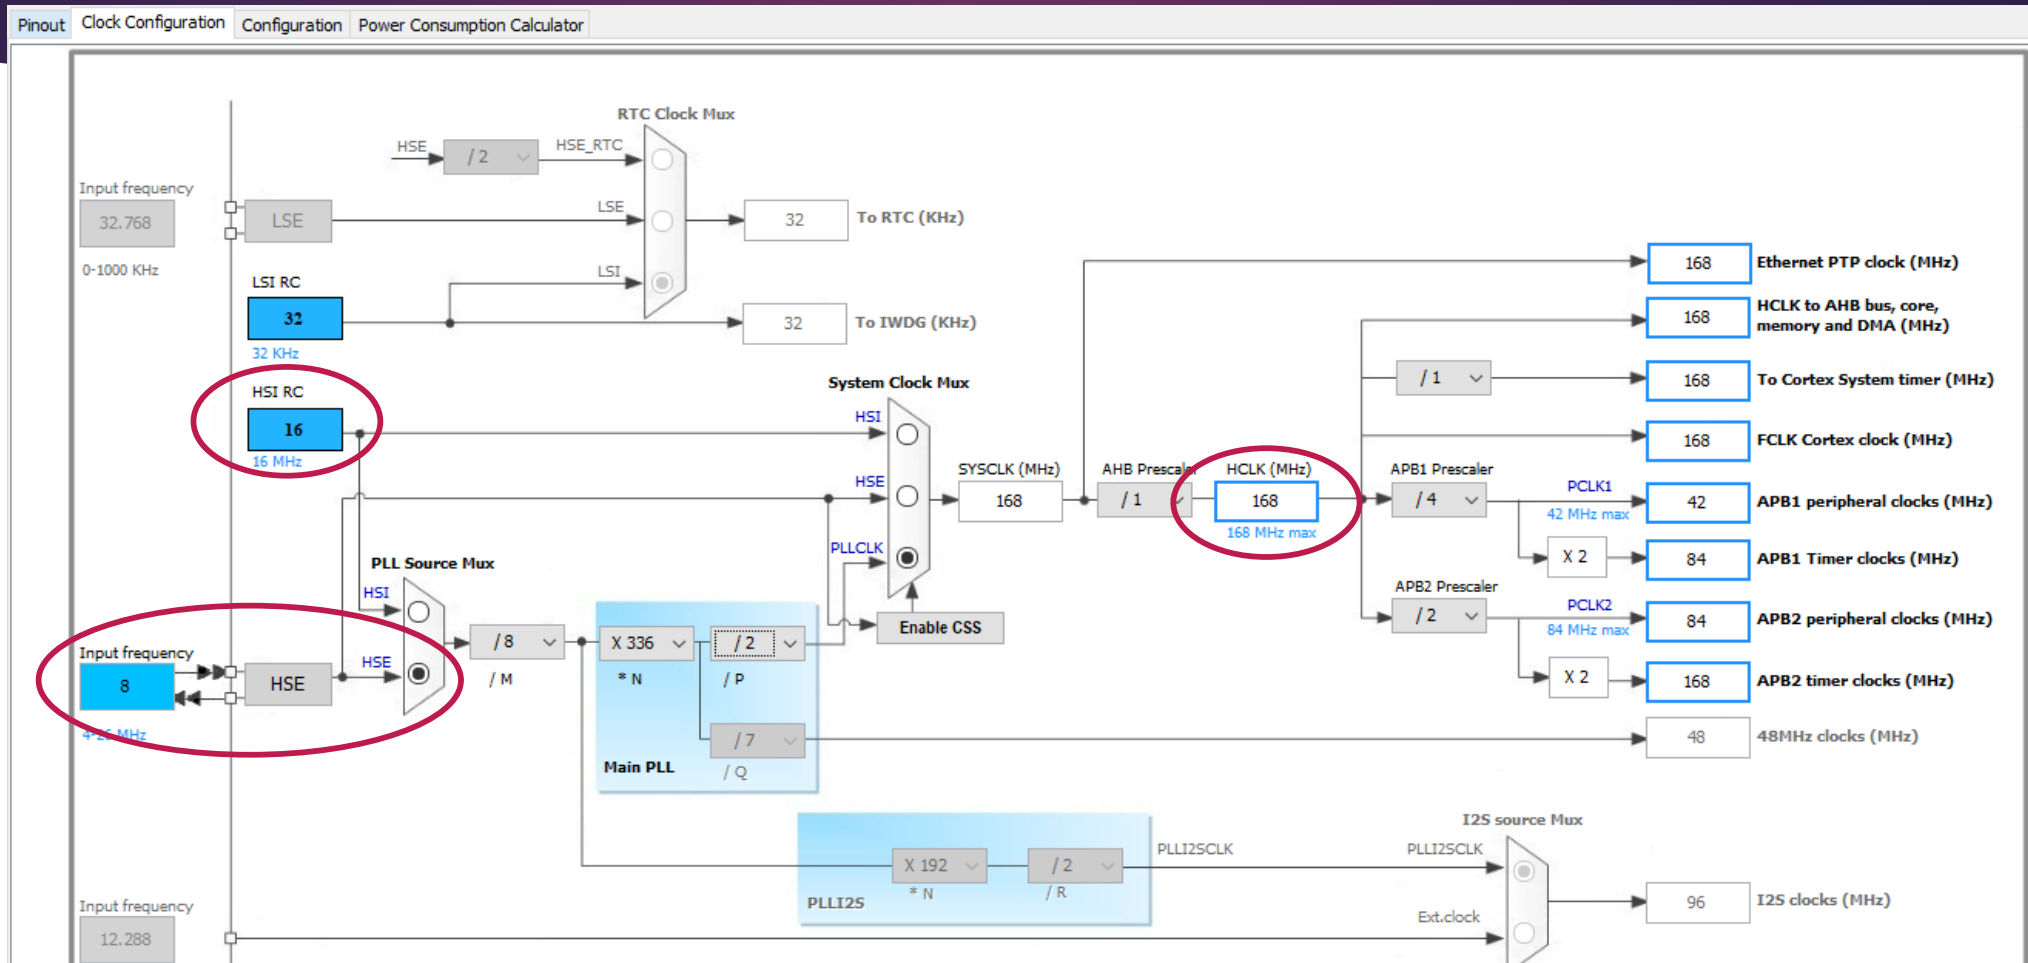 Pinout Clock Configuration Configuration Power Consumption Calculator
RTC Clock Mux
HSE
/ 2
HSE_RTC
Input frequency
32.768
0-1000 KHz
LSE
LSE
32
To RTC (KHz)
LSI RC
32
32 KHz
LSI
32
To IWDG (KHz)
HSI RC
16
16 MHz
System Clock Mux
HSI
HSE
PLLCLK
SYSCLK (MHz)
168
AHB Prescaler
/ 1
HCLK (MHz)
168
168 MHz max
168
Ethernet PTP clock (MHz)
168
HCLK to AHB bus, core,
memory and DMA (MHz)
/ 1
168
To Cortex System timer (MHz)
168
FCLK Cortex clock (MHz)
APB1 Prescaler
/ 4
PCLK1
42 MHz max
42
APB1 peripheral clocks (MHz)
X 2
84
APB1 Timer clocks (MHz)
APB2 Prescaler
/ 2
PCLK2
84 MHz max
84
APB2 peripheral clocks (MHz)
X 2
168
APB2 timer clocks (MHz)
PLL Source Mux
HSI
HSE
Input frequency
8
4-26 MHz
HSE
/ 8
/ M
X 336
* N
/ 2
/ P
/ 7
/ Q
Main PLL
Enable CSS
48
48MHz clocks (MHz)
X 192
* N
/ 2
/ R
PLLI2S
PLLI2SCLK
I2S source Mux
PLLI2SCLK
Ext.clock
96
I2S clocks (MHz)
Input frequency
12.288